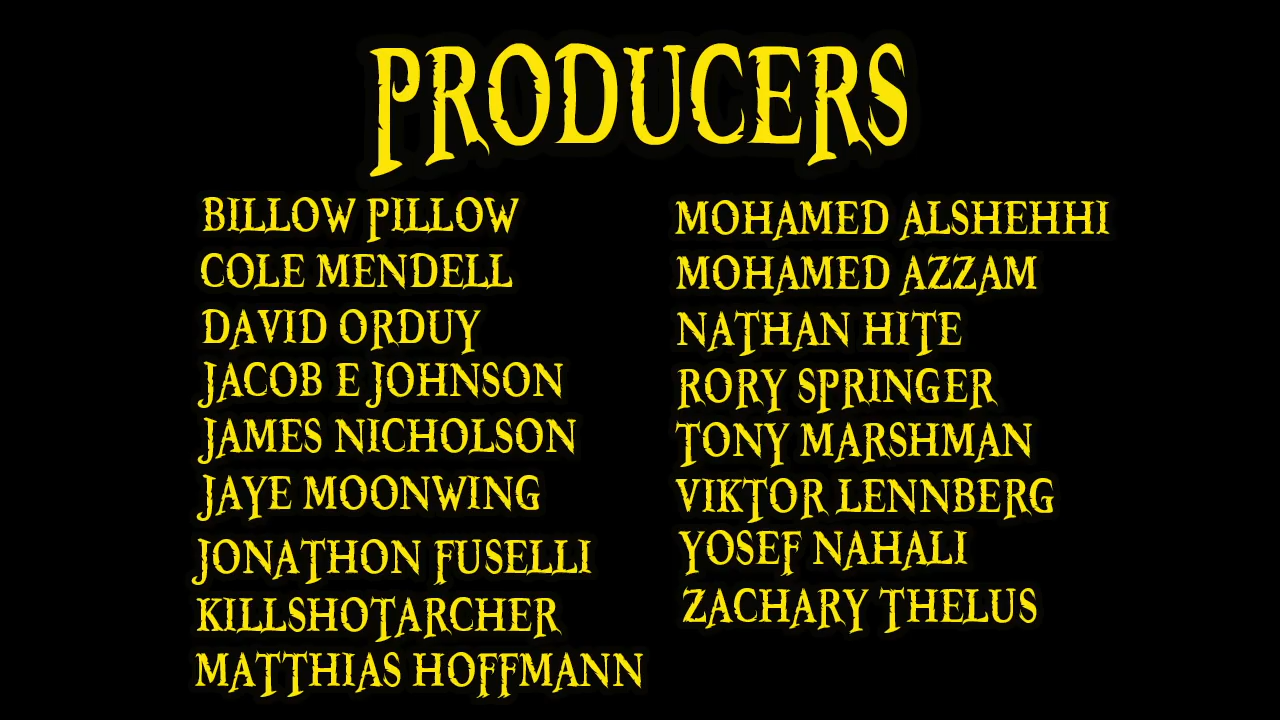 PRODUCERS
BILLOW PILLOW
COLE MENDELL
DAVID ORDUY
JACOB E JOHNSON
JAMES NICHOLSON
JAYE MOONWING
JONATHON FUSELLI
KILLSHOTARCHER
MATTHIAS HOFFMANN
MOHAMED ALSHEHHI
MOHAMED AZZAM
NATHAN HITE
RORY SPRINGER
TONY MARSHMAN
VIKTOR LENNBERG
YOSEF NAHALI
ZACHARY THELUS